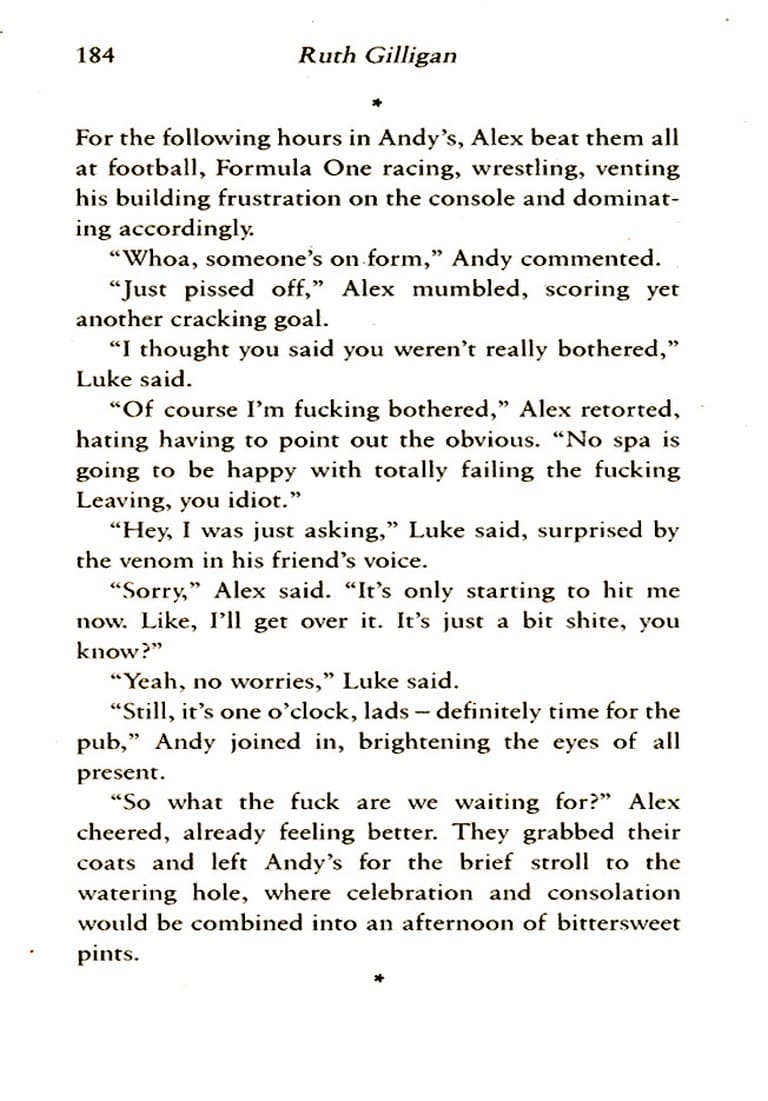 184 Ruth Gilligan
*
For the following hours in Andy's, Alex beat them all
at football, Formula One racing, wrestling, venting
his building frustration on the console and dominat-
ing accordingly.
“Whoa, someone's on form,” Andy commented.
“Just pissed off,” Alex mumbled, scoring yet
another cracking goal.
“I thought you said you weren't really bothered,”
Luke said.
“Of course I'm fucking bothered,” Alex retorted,
hating having to point out the obvious. “No spa is
going to be happy with totally failing the fucking
Leaving, you idiot.”
“Hey, I was just asking,” Luke said, surprised by
the venom in his friend's voice.
“Sorry,” Alex said. “It's only starting to hit me
now. Like, I'll get over it. It's just a bit shite, you
know?”
“Yeah, no worries,” Luke said.
“Still, it's one o'clock, lads – definitely time for the
pub,” Andy joined in, brightening the eyes of all
present.
“So what the fuck are we waiting for?” Alex
cheered, already feeling better. They grabbed their
coats and left Andy's for the brief stroll to the
watering hole, where celebration and consolation
would be combined into an afternoon of bittersweet
pints.
*